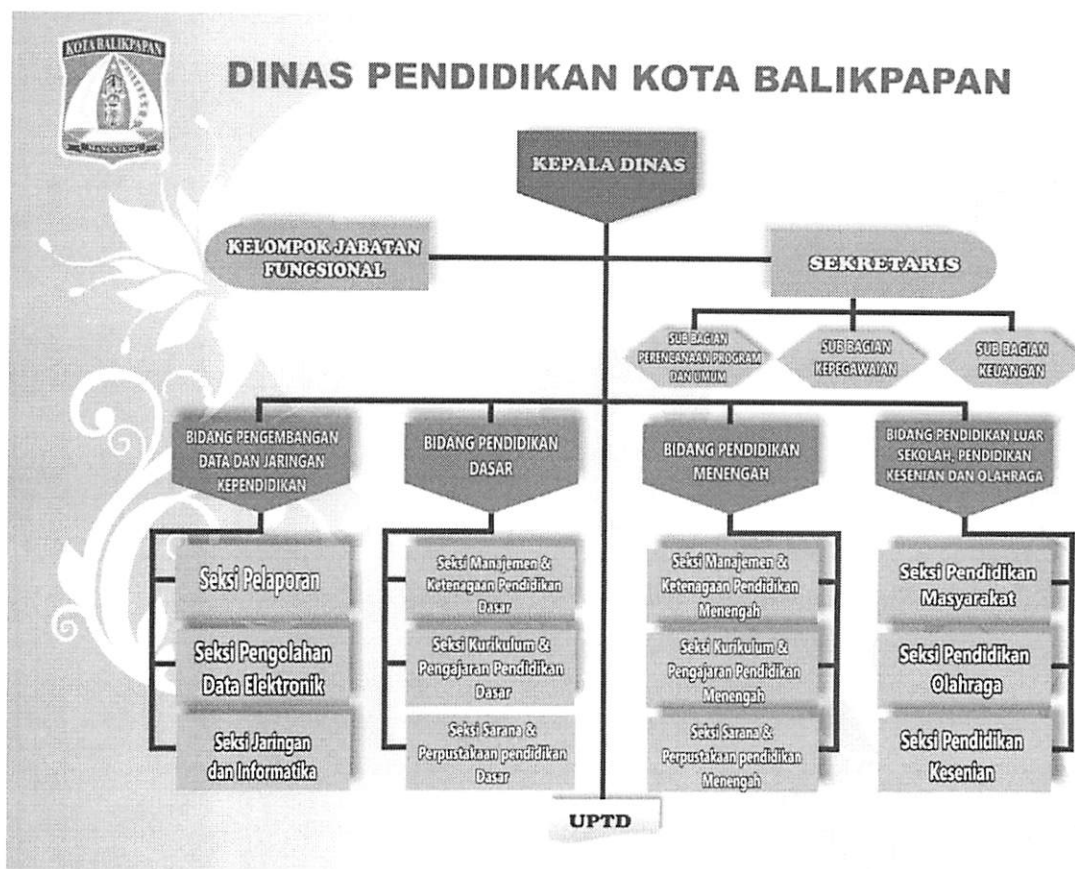 KOTA BALIKPAPAN
DINAS PENDIDIKAN KOTA BALIKPAPAN
KEPALA DINAS
KELOMPOK JABATAN
FUNGSIONAL
SEKRETARIS
SUB BAGIAN
PERENCANAAN PROGRAM
DAN UMUM
SUB BAGIAN
KEPEGAWAIAN
SUB BAGIAN
KEUANGAN
BIDANG PENGEMBANGAN
DATA DAN JARINGAN
KEPENDIDIKAN
BIDANG PENDIDIKAN
DASAR
BIDANG PENDIDIKAN
MENENGAH
BIDANG PENDIDIKAN LUAR
SEKOLAH, PENDIDIKAN
KESENIAN DAN OLAHRAGA
Seksi Pelaporan
Seksi Pengolahan
Data Elektronik
Seksi Jaringan
dan Informatika
Seksi Manajemen &
Ketenagaan Pendidikan
Dasar
Seksi Kurikulum &
Pengajaran Pendidikan
Dasar
Seksi Sarana &
Perpustakaan pendidikan
Dasar
Seksi Manajemen &
Ketenagaan Pendidikan
Menengah
Seksi Kurikulum &
Pengajaran Pendidikan
Menengah
Seksi Sarana &
Perpustakaan pendidikan
Menengah
Seksi Pendidikan
Masyarakat
Seksi Pendidikan
Olahraga
Seksi Pendidikan
Kesenian
UPTD